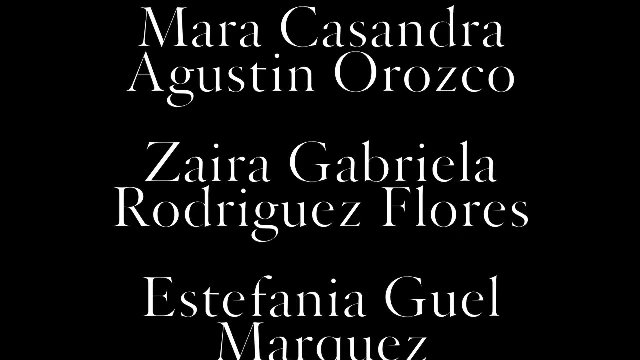 Mara Casandra
Agustin Orozco
Zaira Gabriela
Rodriguez Flores
Estefania Guel
Marquez